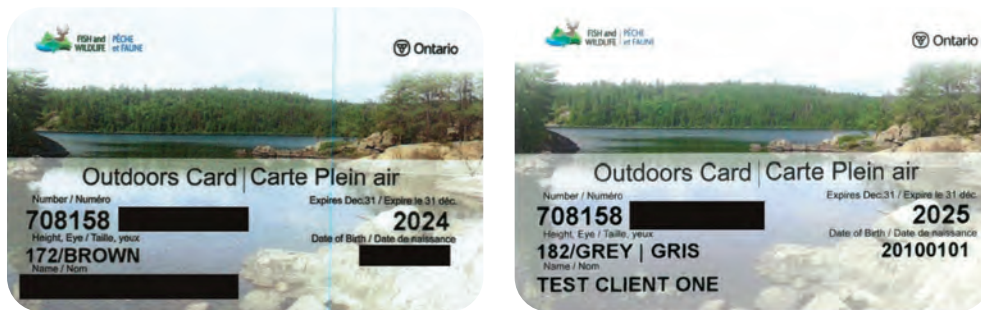 FISH and WILDLIFE | PÊCHE et FAUNE
Ontario
Outdoors Card | Carte Plein air
Number / Numéro
Expires Dec.31 / Expire le 31 déc.
708158
2024
Height, Eye / Taille, yeux
Date of Birth / Date de naissance
172/BROWN
Name / Nom
FISH and WILDLIFE | PÊCHE et FAUNE
Ontario
Outdoors Card | Carte Plein air
Number / Numéro
Expires Dec.31 / Expire le 31 déc.
708158
2025
Height, Eye / Taille, yeux
Date of Birth / Date de naissance
182/GREY | GRIS
20100101
Name / Nom
TEST CLIENT ONE